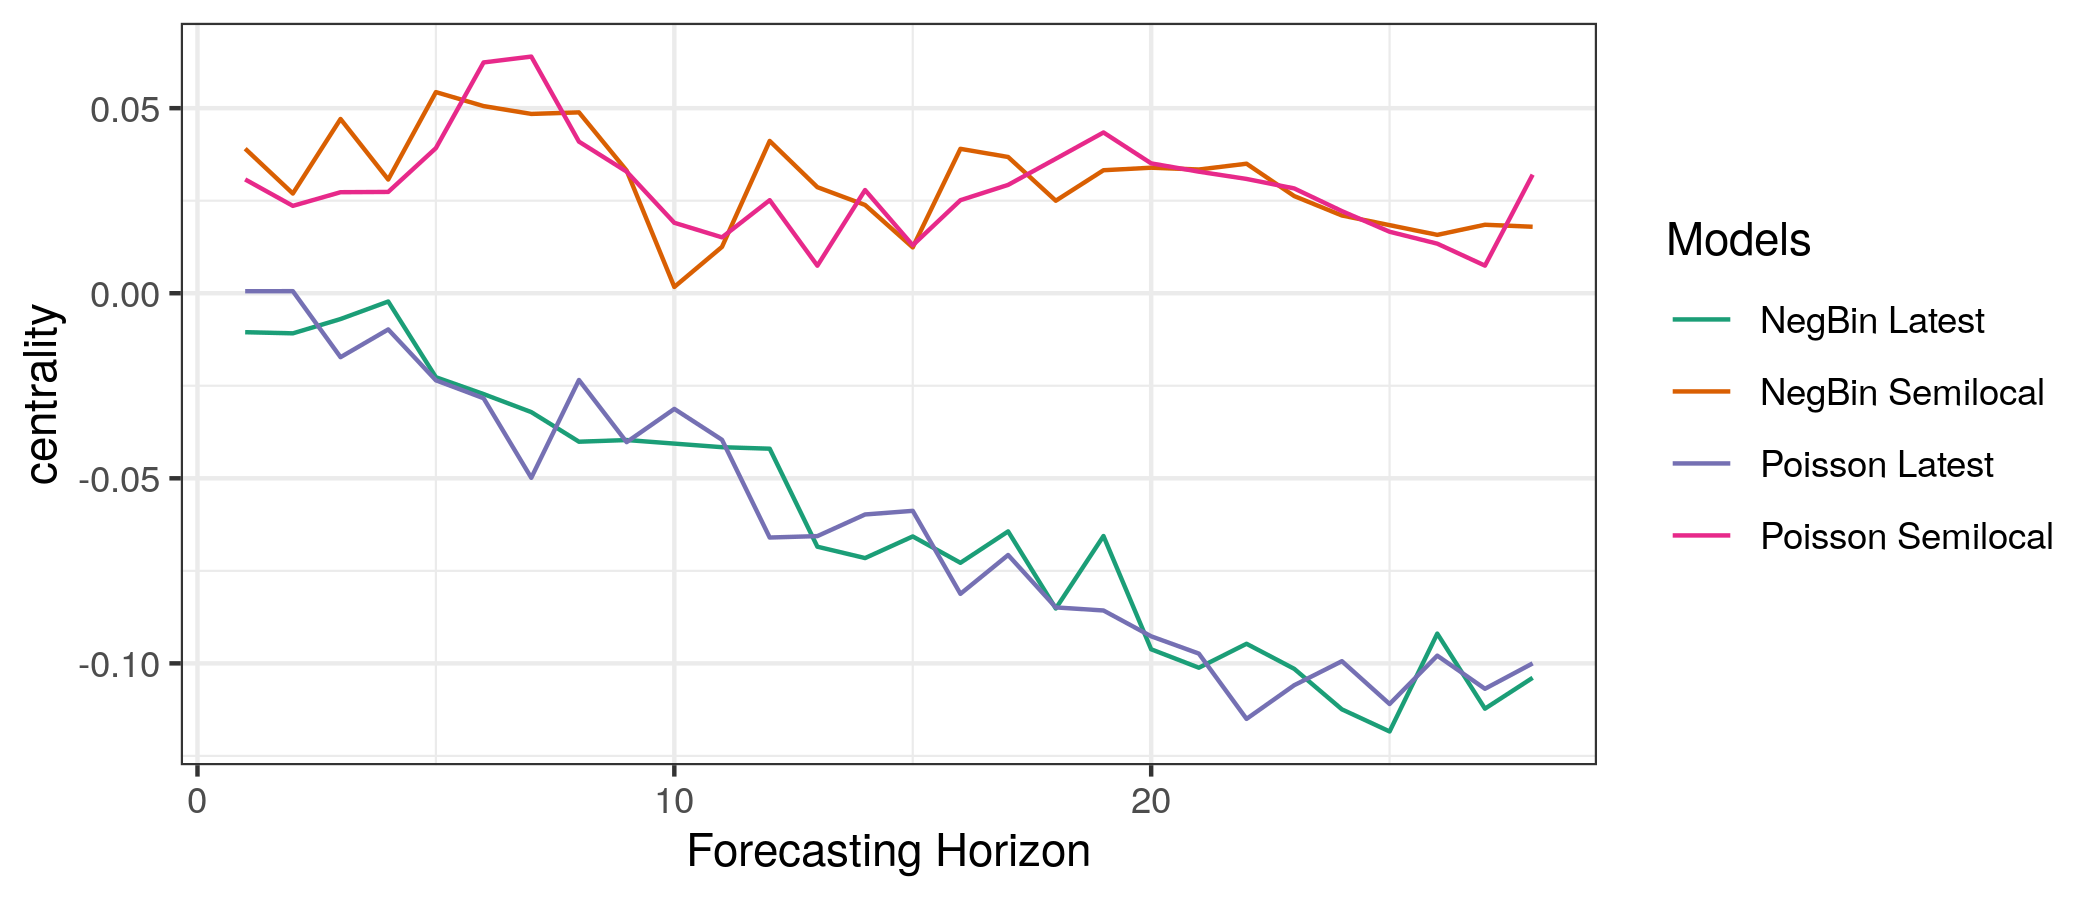 0.05
0.00
-0.05
-0.10
centrality
0
10
20
Forecasting Horizon
Models
NegBin Latest
NegBin Semilocal
Poisson Latest
Poisson Semilocal